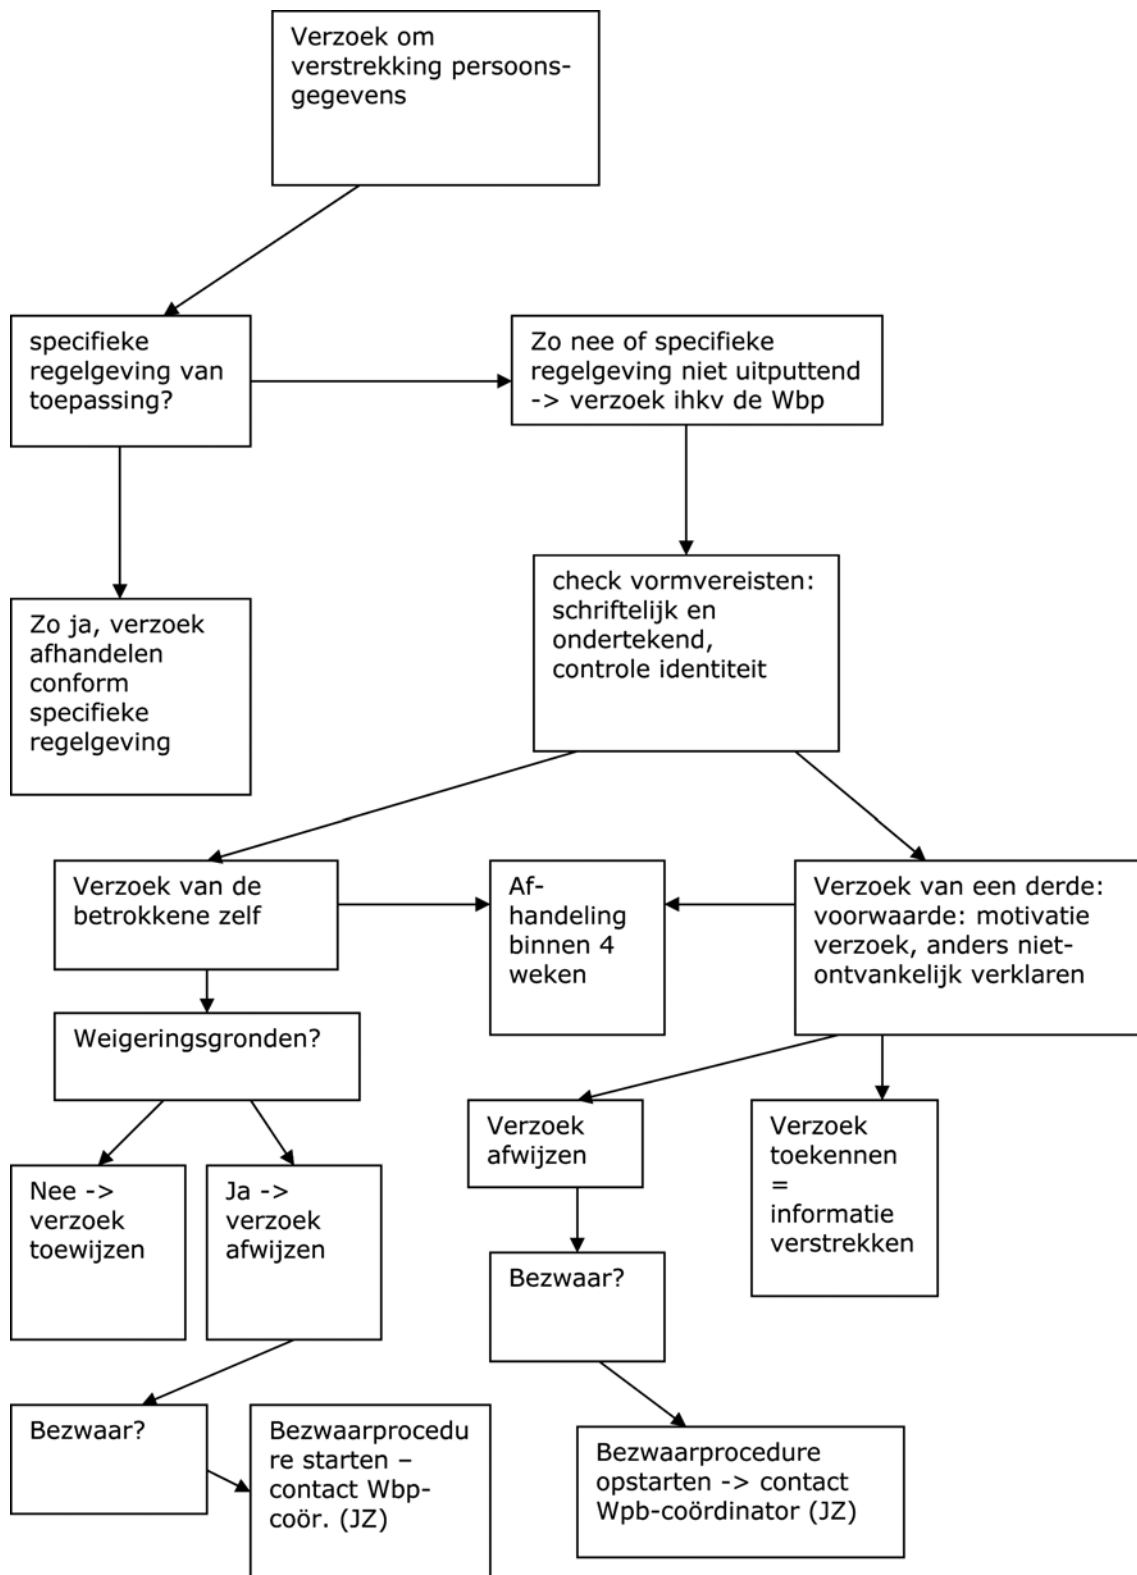 Verzoek om
verstrekking persoons-
gegevens
specifieke
regelgeving van
toepassing?
Zo nee of specifieke
regelgeving niet uitputtend
-> verzoek ihkv de Wbp
check vormvereisten:
schriftelijk en
ondertekend,
controle identiteit
Zo ja, verzoek
afhandelen
conform
specifieke
regelgeving
Verzoek van de
betrokkene zelf
Af-
handeling
binnen 4
weken
Verzoek van een derde:
voorwaarde: motivatie
verzoek, anders niet-
ontvankelijk verklaren
Weigeringsgronden?
Verzoek
afwijzen
Verzoek
toekennen
=
informatie
verstrekken
Nee ->
verzoek
toewijzen
Ja ->
verzoek
afwijzen
Bezwaar?
Bezwaar?
Bezwaarprocedu
re starten –
contact Wbp-
coör. (JZ)
Bezwaarprocedure
opstarten -> contact
Wpb-coördinator (JZ)